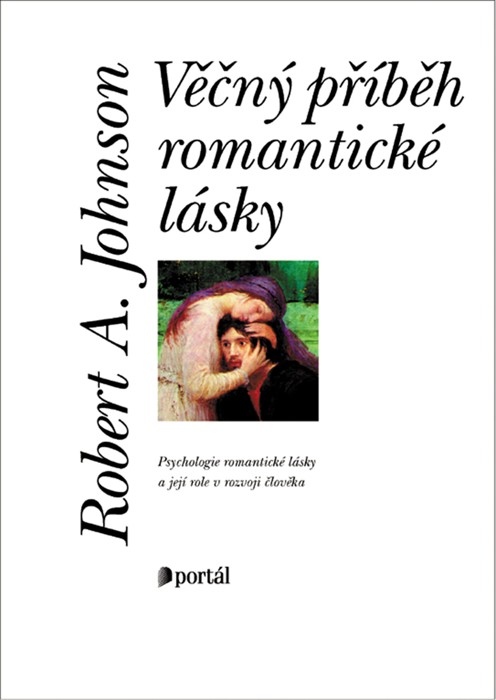 Robert A. Johnson
Věčný příběh
romantické
lásky
Psychologie romantické lásky
a její role v rozvoji člověka
portál